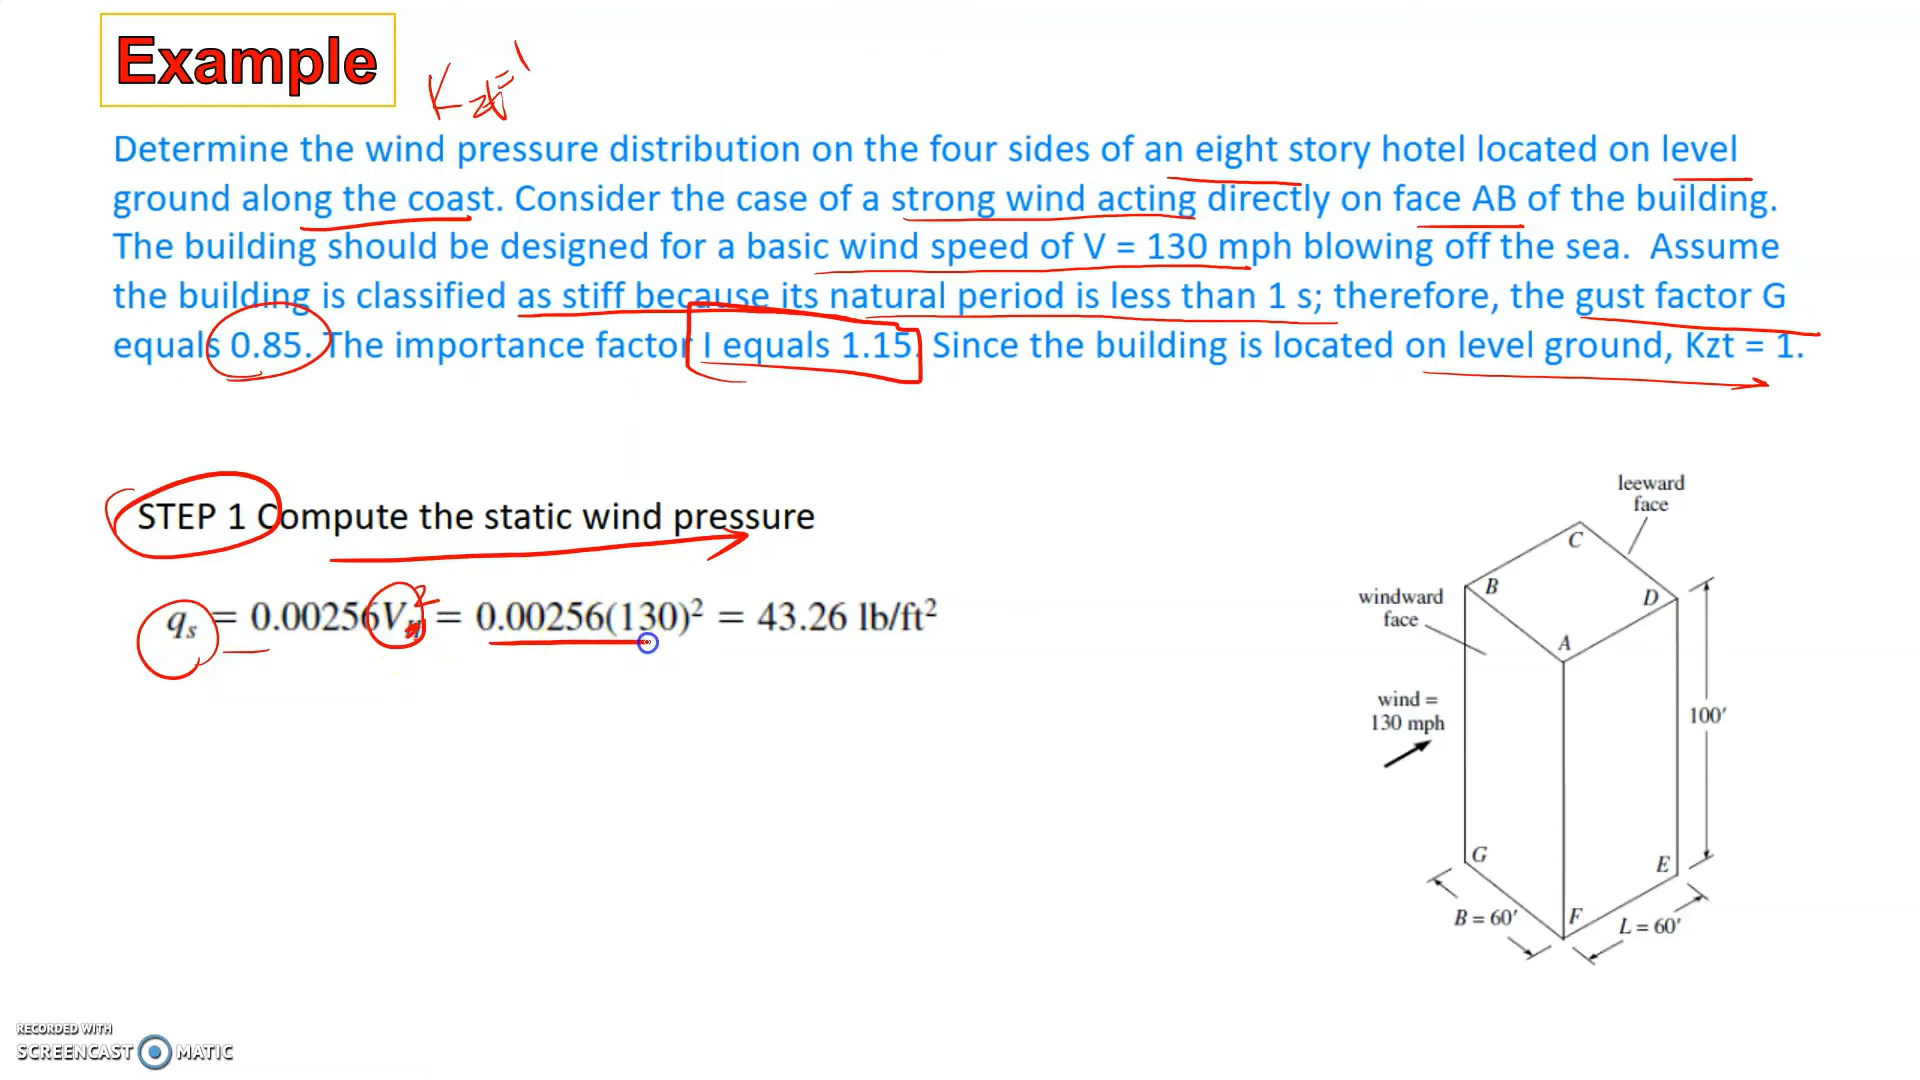 Example
Kzt=1
Determine the wind pressure distribution on the four sides of an eight story hotel located on level
ground along the coast. Consider the case of a strong wind acting directly on face AB of the building.
The building should be designed for a basic wind speed of V = 130 mph blowing off the sea. Assume
the building is classified as stiff because its natural period is less than 1 s; therefore, the gust factor G
equals 0.85. The importance factor I equals 1.15. Since the building is located on level ground, Kzt = 1.
STEP 1 Compute the static wind pressure
qs = 0.00256V² = 0.00256(130)² = 43.26 lb/ft²
leeward
face
C
B
D
windward
face
A
wind =
130 mph
100′
G
E
F
B = 60′
L = 60′
RECORDED WITH
SCREENCAST MATIC